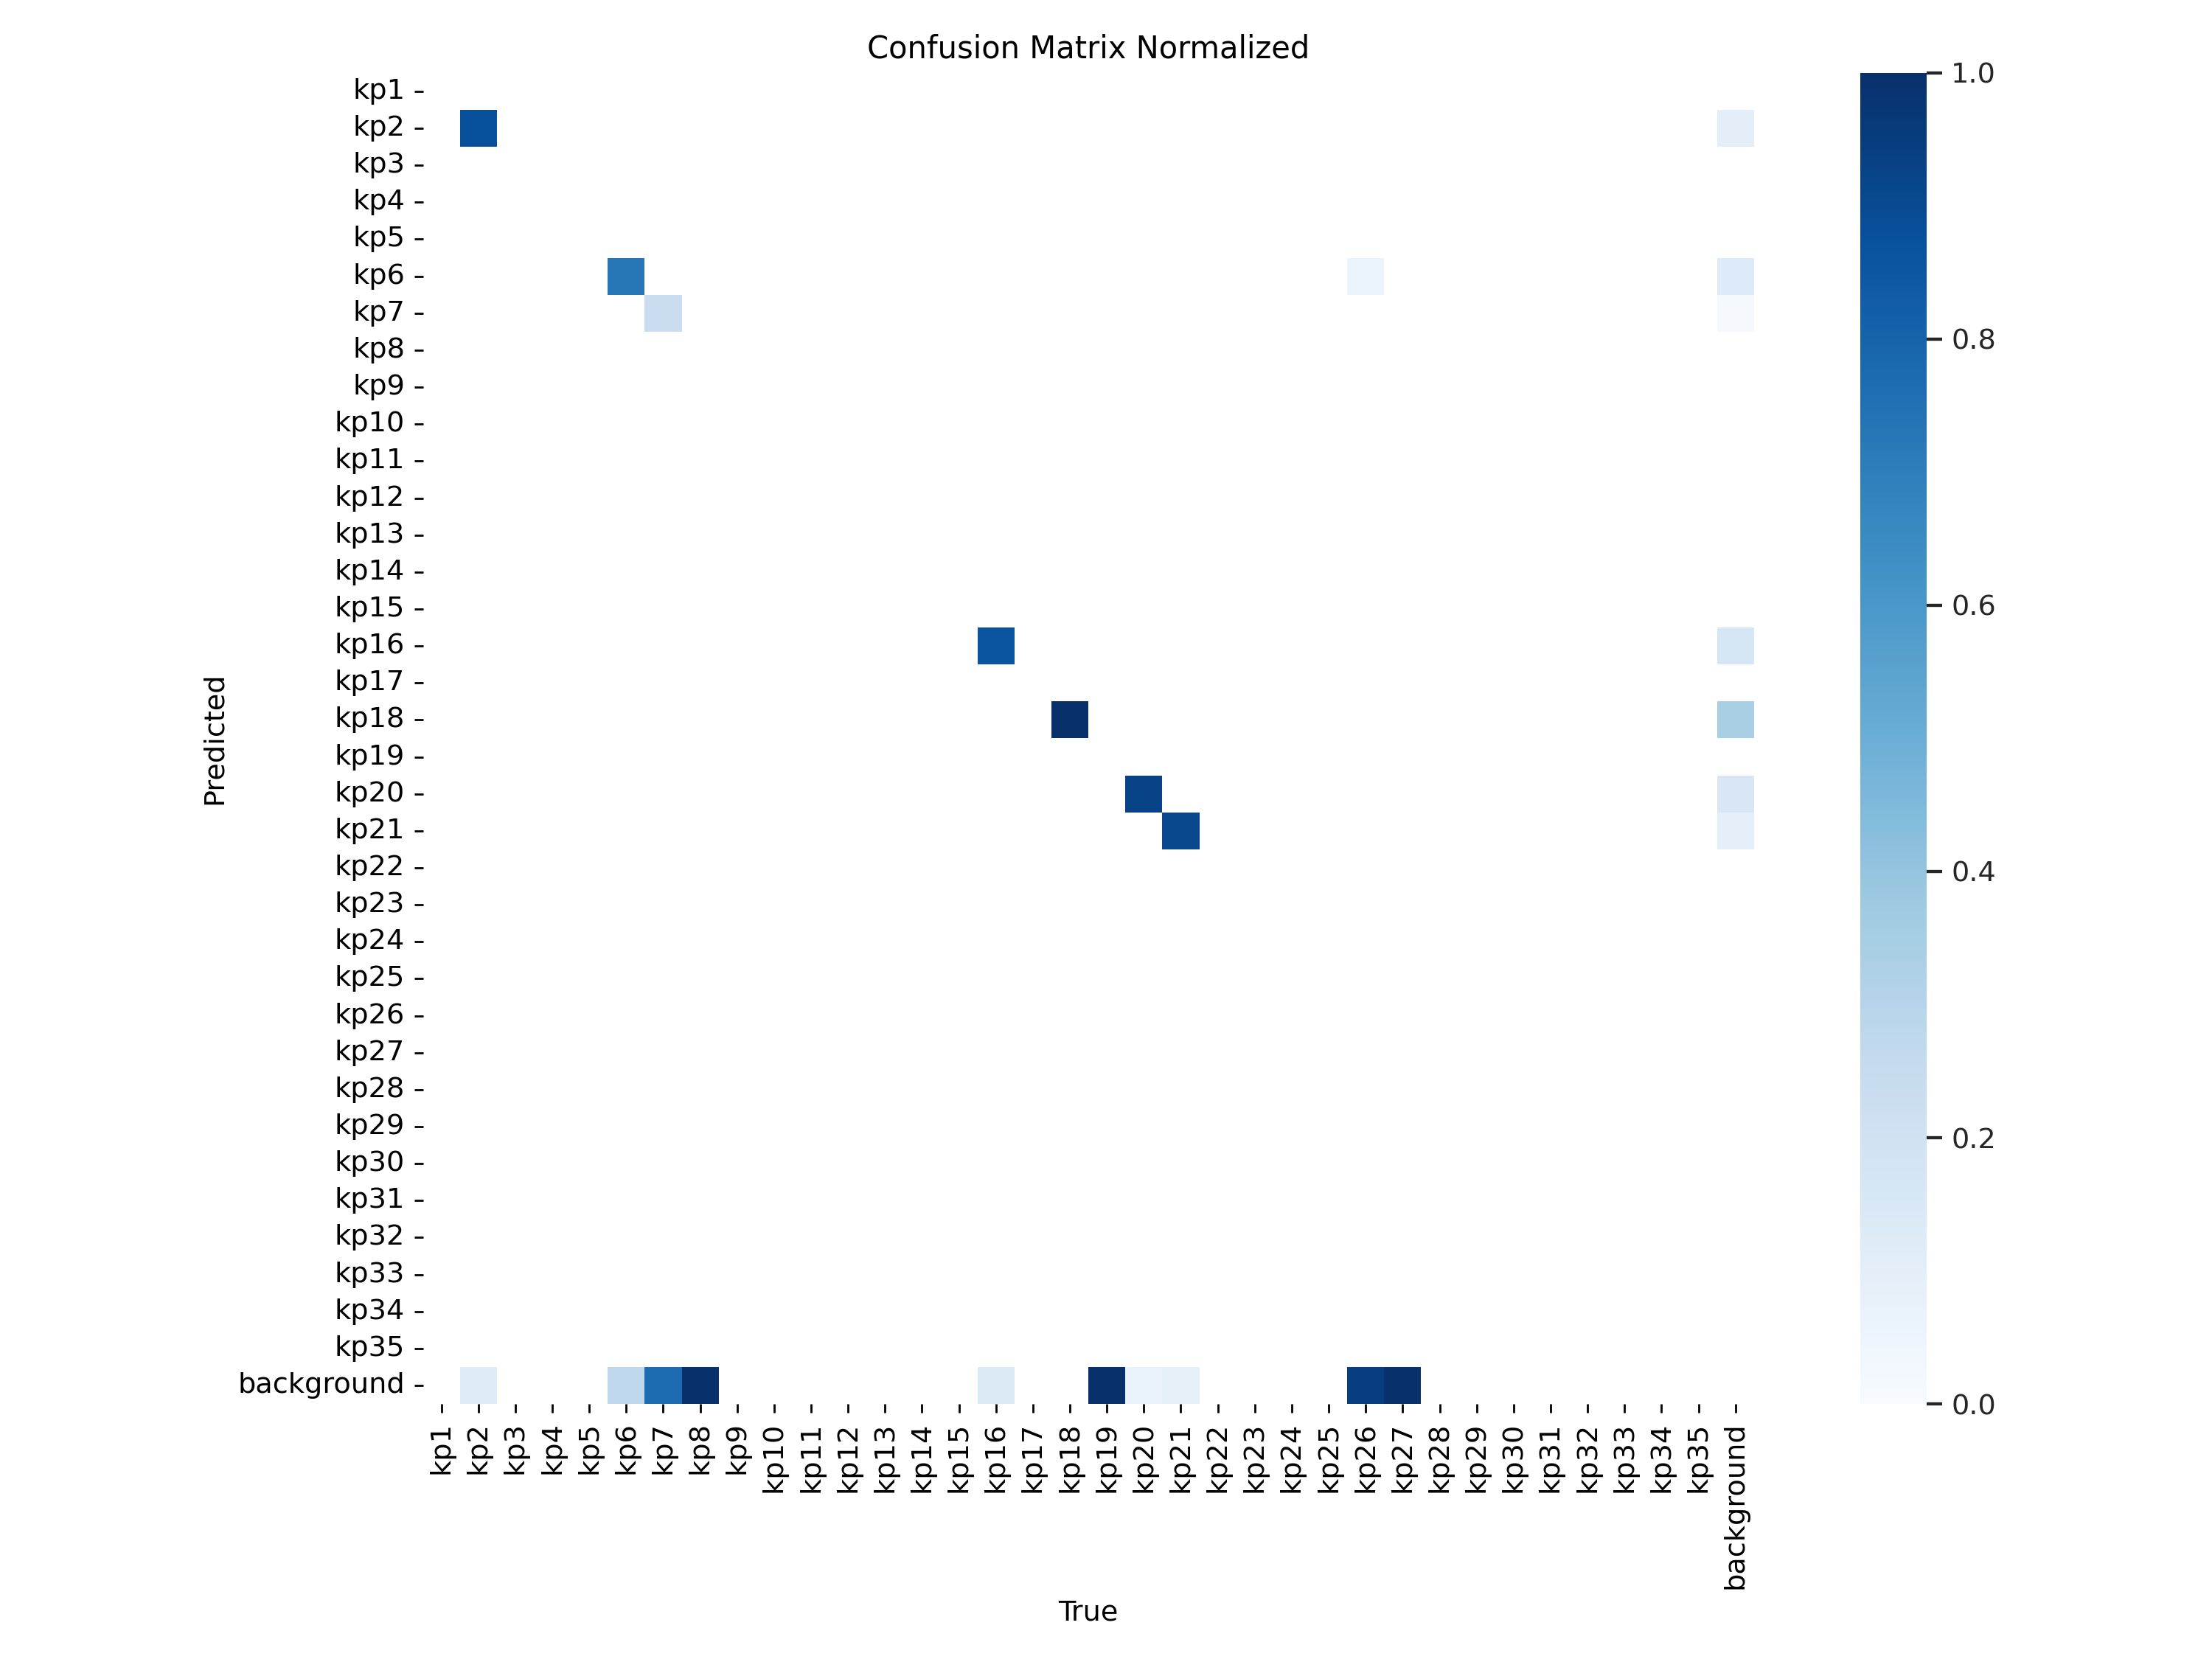 Confusion Matrix Normalized
kp1
kp2
kp3
kp4
kp5
kp6
kp7
kp8
kp9
kp10
kp11
kp12
kp13
kp14
kp15
kp16
kp17
kp18
kp19
kp20
kp21
kp22
kp23
kp24
kp25
kp26
kp27
kp28
kp29
kp30
kp31
kp32
kp33
kp34
kp35
background
Predicted
kp1
kp2
kp3
kp4
kp5
kp6
kp7
kp8
kp9
kp10
kp11
kp12
kp13
kp14
kp15
kp16
kp17
kp18
kp19
kp20
kp21
kp22
kp23
kp24
kp25
kp26
kp27
kp28
kp29
kp30
kp31
kp32
kp33
kp34
kp35
background
True
1.0
0.8
0.6
0.4
0.2
0.0